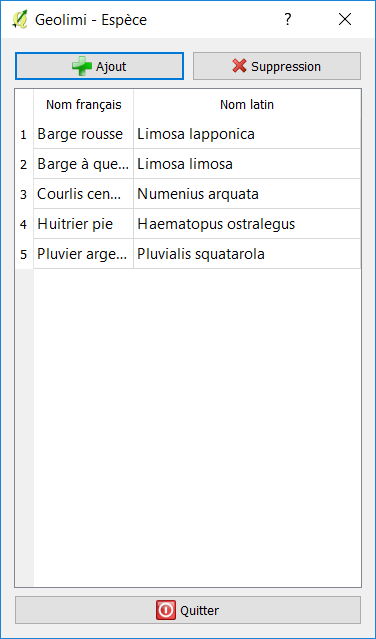 Geolimi - Espèce ?
Ajout Suppression
Nom français Nom latin
1 Barge rousse Limosa lapponica
2 Barge à que... Limosa limosa
3 Courlis cen... Numenius arquata
4 Huitrier pie Haematopus ostralegus
5 Pluvier arge... Pluvialis squatarola
Quitter